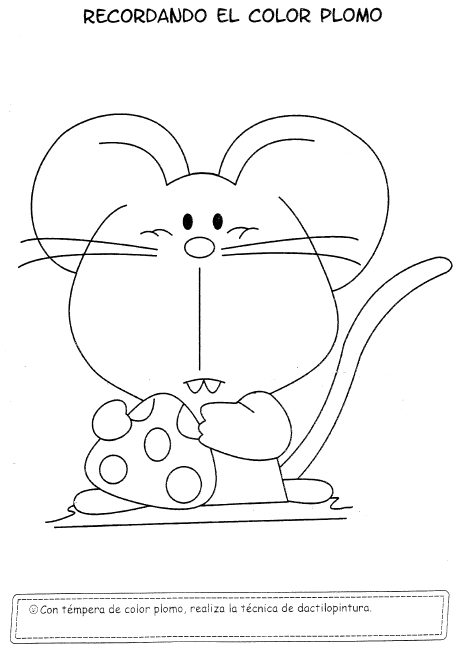 RECORDANDO EL COLOR PLOMO
Con témpera de color plomo, realiza la técnica de dactilopintura.